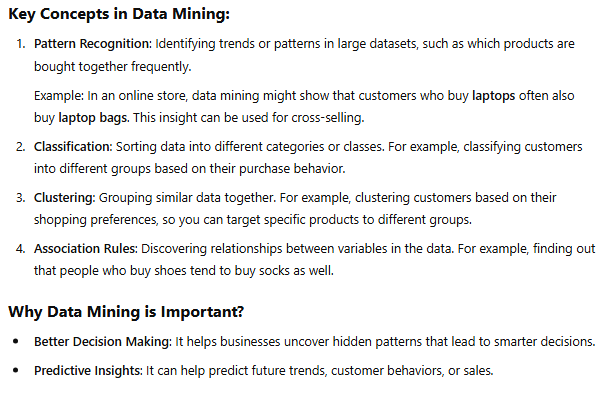 Key Concepts in Data Mining:
1. Pattern Recognition: Identifying trends or patterns in large datasets, such as which products are
bought together frequently.
Example: In an online store, data mining might show that customers who buy laptops often also
buy laptop bags. This insight can be used for cross-selling.
2. Classification: Sorting data into different categories or classes. For example, classifying customers
into different groups based on their purchase behavior.
3. Clustering: Grouping similar data together. For example, clustering customers based on their
shopping preferences, so you can target specific products to different groups.
4. Association Rules: Discovering relationships between variables in the data. For example, finding out
that people who buy shoes tend to buy socks as well.
Why Data Mining is Important?
• Better Decision Making: It helps businesses uncover hidden patterns that lead to smarter decisions.
• Predictive Insights: It can help predict future trends, customer behaviors, or sales.